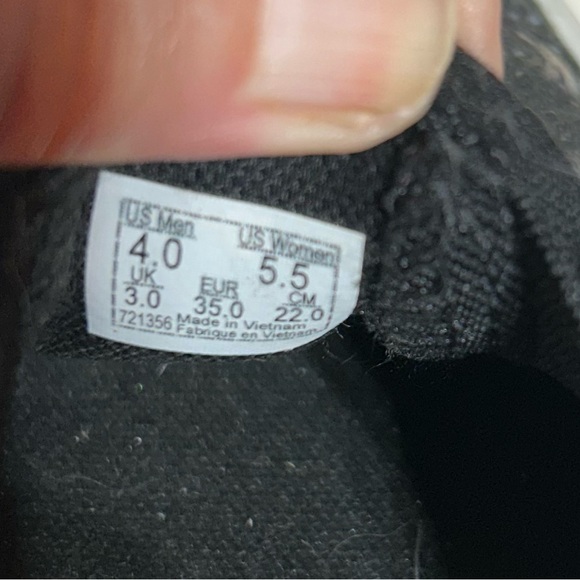 US Men US Women
4.0 5.5
UK EUR CM
3.0 35.0 22.0
721356 Made in Vietnam
Fabriqué en Vietnam